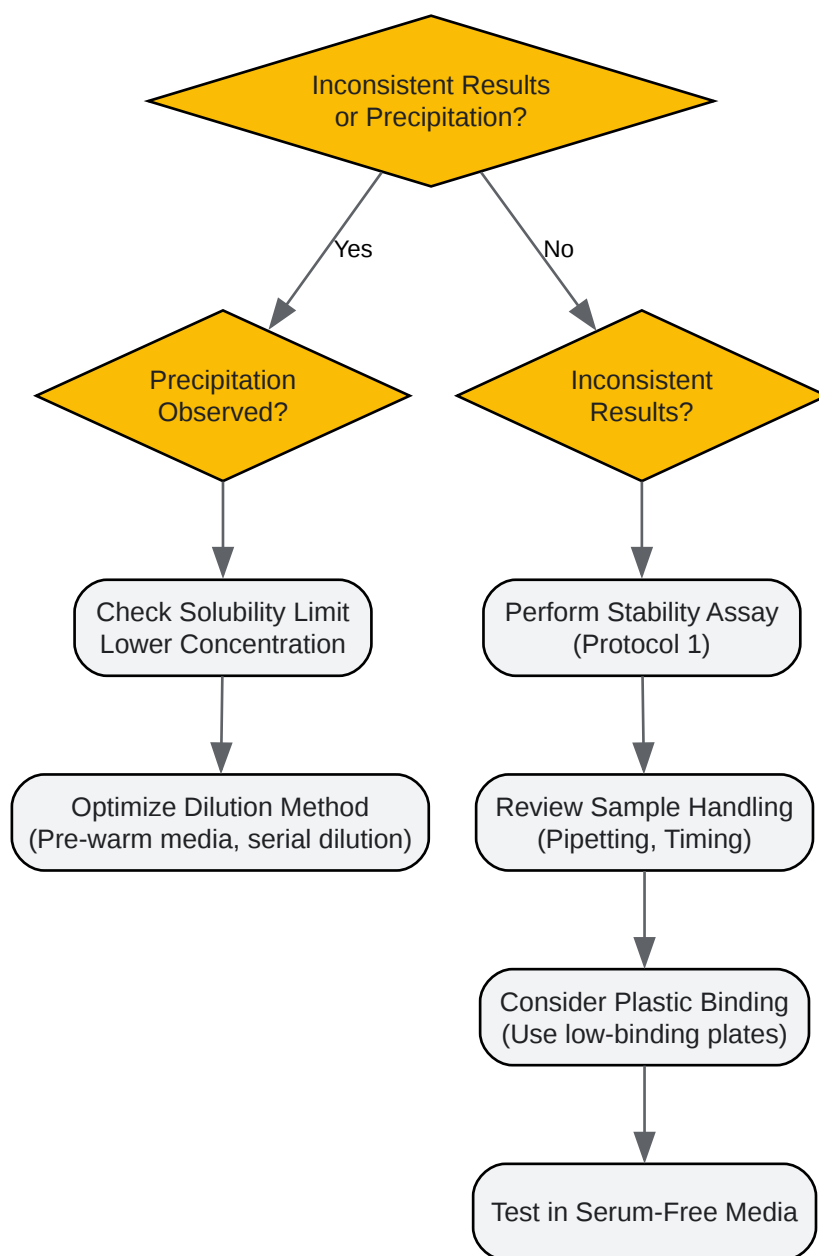 Inconsistent Results
or Precipitation?
Yes
No
Precipitation
Observed?
Inconsistent
Results?
Check Solubility Limit
Lower Concentration
Perform Stability Assay
(Protocol 1)
Optimize Dilution Method
(Pre-warm media, serial dilution)
Review Sample Handling
(Pipetting, Timing)
Consider Plastic Binding
(Use low-binding plates)
Test in Serum-Free Media